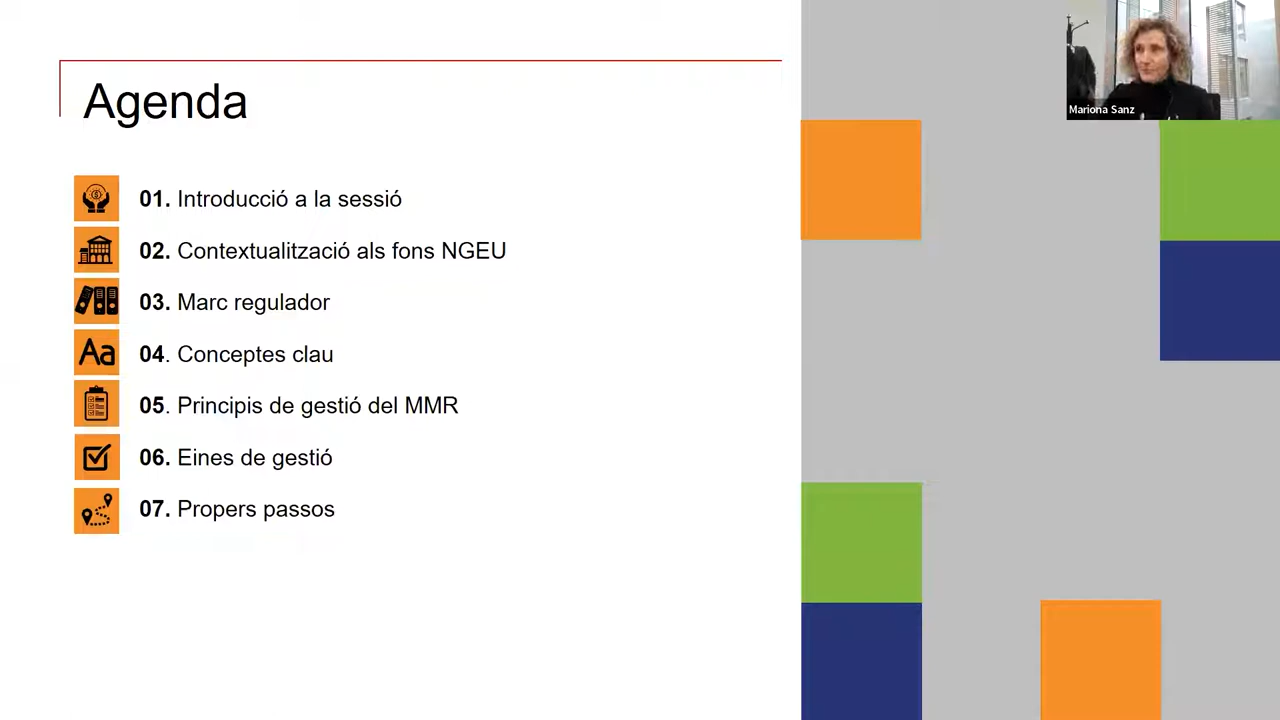 Agenda
01. Introducció a la sessió
02. Contextualització als fons NGEU
03. Marc regulador
Aa
04. Conceptes clau
05. Principis de gestió del MMR
06. Eines de gestió
07. Propers passos
Mariona Sanz